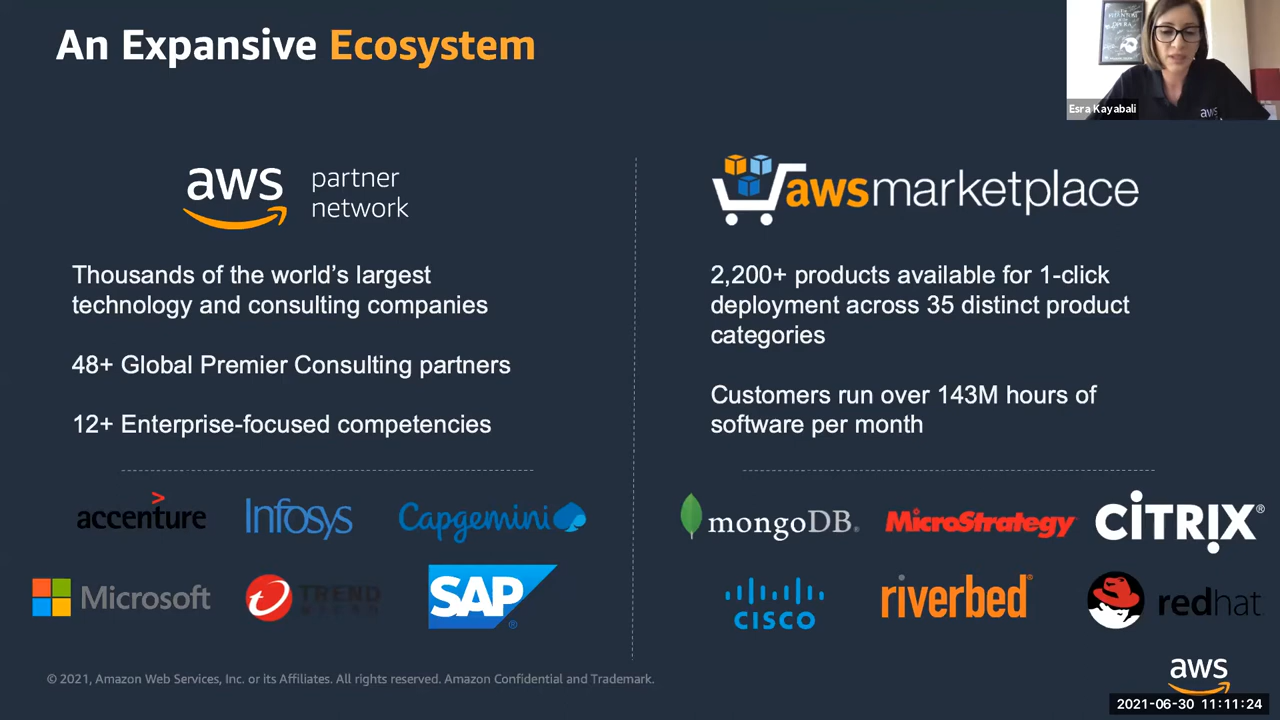 An Expansive Ecosystem
Esra Kayabali
aws
aws partner
network
Thousands of the world's largest
technology and consulting companies
48+ Global Premier Consulting partners
12+ Enterprise-focused competencies
accenture
Infosys
Capgemini
Microsoft
TREND
MICRO
SAP®
awsmarketplace
2,200+ products available for 1-click
deployment across 35 distinct product
categories
Customers run over 143M hours of
software per month
mongoDB®
MicroStrategy
CiTRiX®
CISCO
riverbed®
redhat
© 2021, Amazon Web Services, Inc. or its Affiliates. All rights reserved. Amazon Confidential and Trademark.
aws
2021-06-30 11:11:24